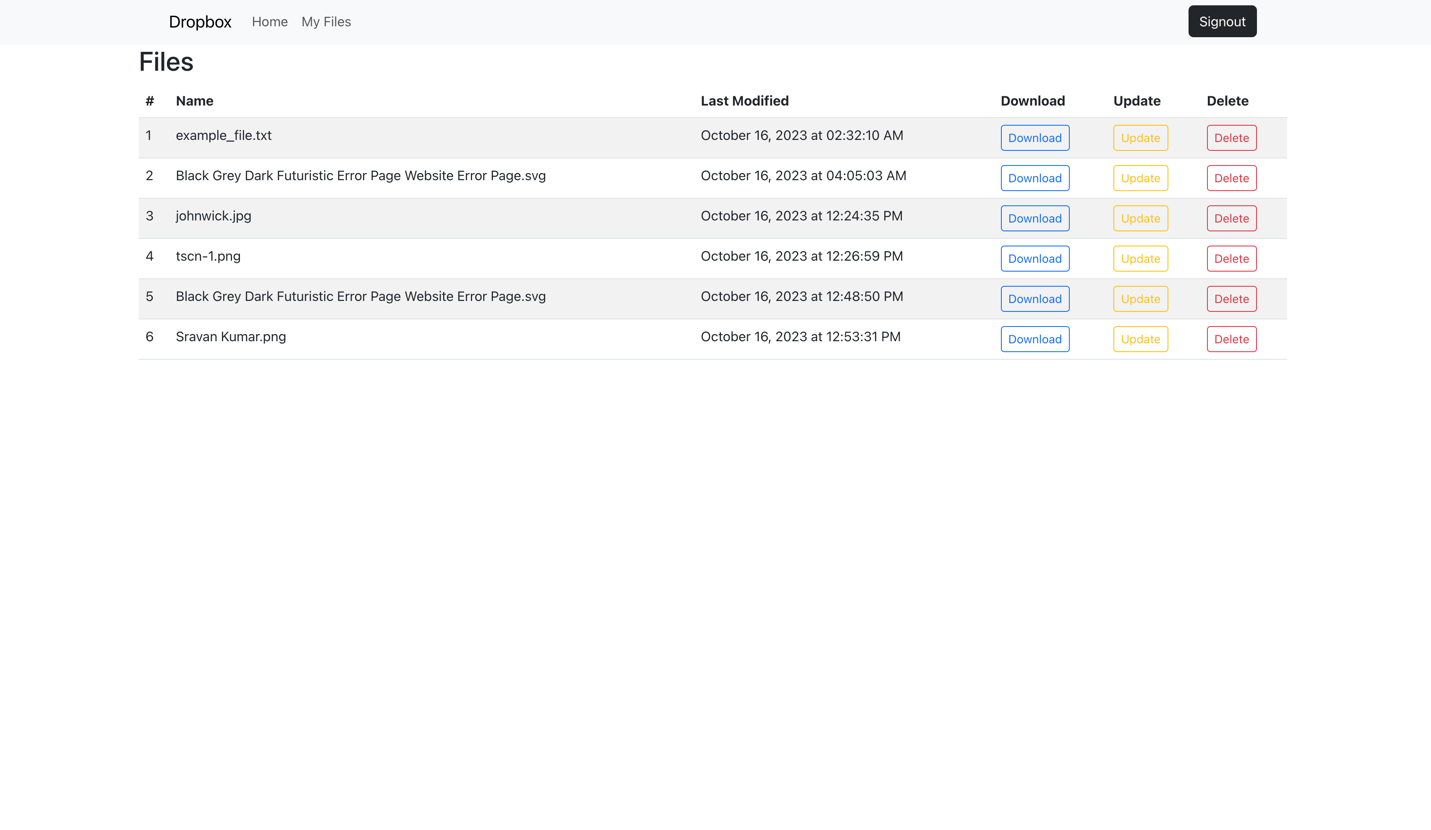 Dropbox Home My Files Signout
Files
# Name Last Modified Download Update Delete
1 example_file.txt October 16, 2023 at 02:32:10 AM Download Update Delete
2 Black Grey Dark Futuristic Error Page Website Error Page.svg October 16, 2023 at 04:05:03 AM Download Update Delete
3 johnwick.jpg October 16, 2023 at 12:24:35 PM Download Update Delete
4 tscn-1.png October 16, 2023 at 12:26:59 PM Download Update Delete
5 Black Grey Dark Futuristic Error Page Website Error Page.svg October 16, 2023 at 12:48:50 PM Download Update Delete
6 Sravan Kumar.png October 16, 2023 at 12:53:31 PM Download Update Delete